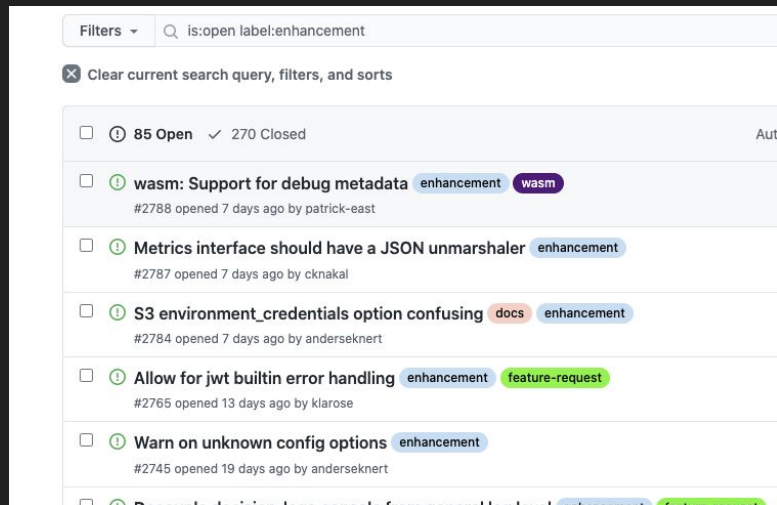 Filters is:open label:enhancement
Clear current search query, filters, and sorts
85 Open 270 Closed Aut
wasm: Support for debug metadata enhancement wasm
#2788 opened 7 days ago by patrick-east
Metrics interface should have a JSON unmarshaler enhancement
#2787 opened 7 days ago by cknakal
S3 environment_credentials option confusing docs enhancement
#2784 opened 7 days ago by anderseknert
Allow for jwt builtin error handling enhancement feature-request
#2765 opened 13 days ago by klarose
Warn on unknown config options enhancement
#2745 opened 19 days ago by anderseknert